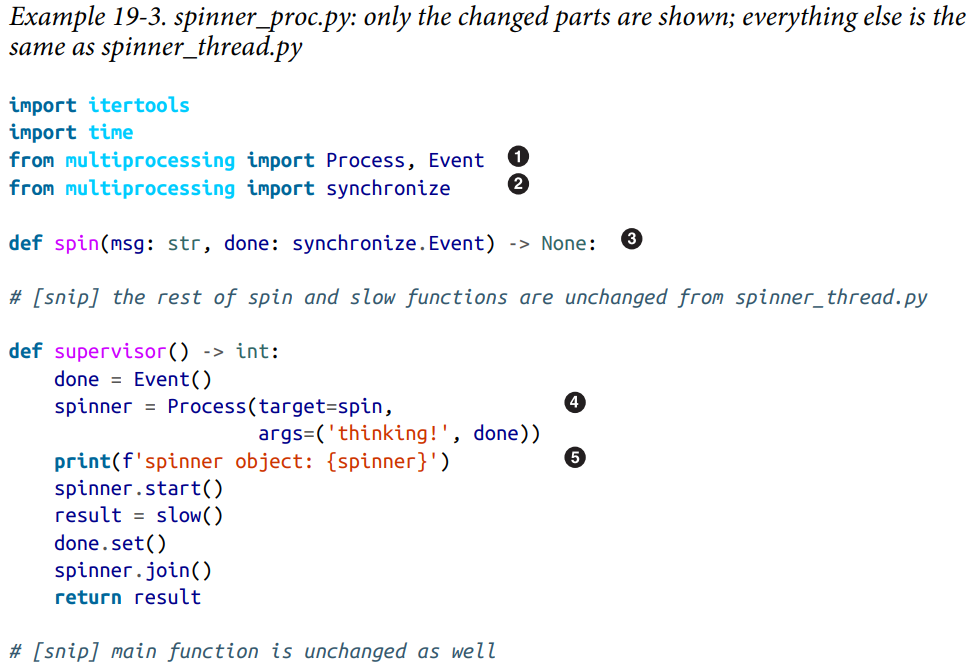 Example 19-3. spinner_proc.py: only the changed parts are shown; everything else is the
same as spinner_thread.py
import itertools
import time
from multiprocessing import Process, Event ❶
from multiprocessing import synchronize ❷
def spin(msg: str, done: synchronize.Event) -> None: ❸
# [snip] the rest of spin and slow functions are unchanged from spinner_thread.py
def supervisor() -> int:
    done = Event()
    spinner = Process(target=spin, ❹
                      args=('thinking!', done))
    print(f'spinner object: {spinner}') ❺
    spinner.start()
    result = slow()
    done.set()
    spinner.join()
    return result
# [snip] main function is unchanged as well